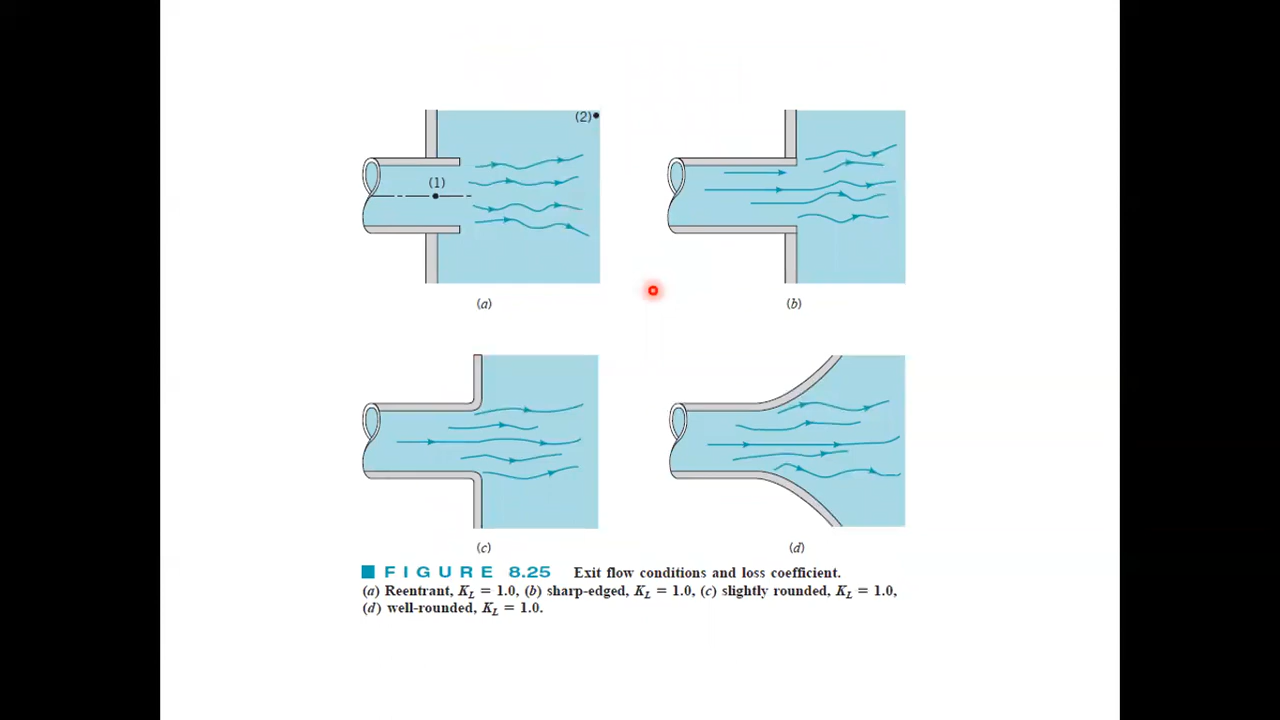 (2)
(1)
(a)
(b)
(c)
(d)
FIGURE 8.25 Exit flow conditions and loss coefficient.
(a) Reentrant, K_L = 1.0, (b) sharp-edged, K_L = 1.0, (c) slightly rounded, K_L = 1.0,
(d) well-rounded, K_L = 1.0.